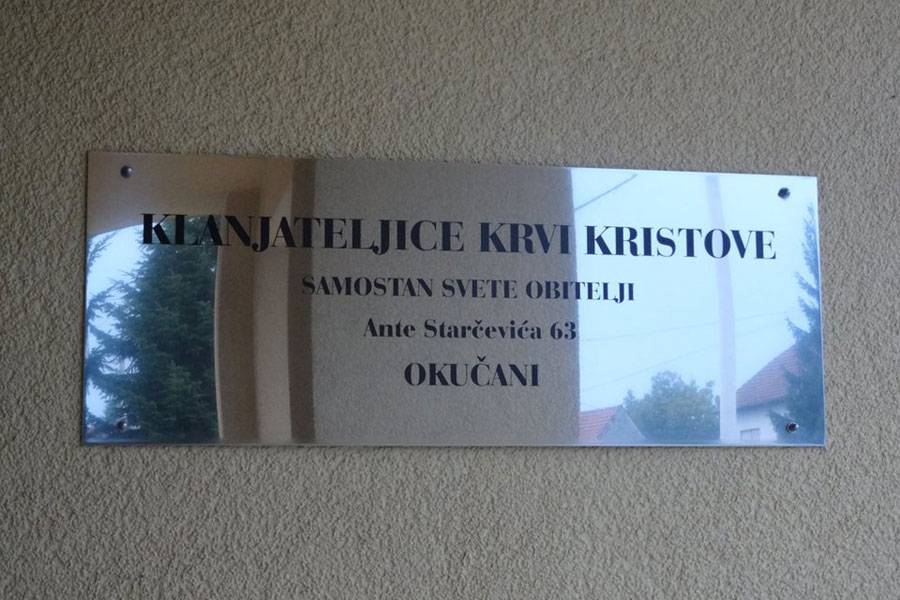 KLANJATELJICE KRVI KRISTOVE
SAMOSTAN SVETE OBITELJI
Ante Starčevića 63
OKUČANI